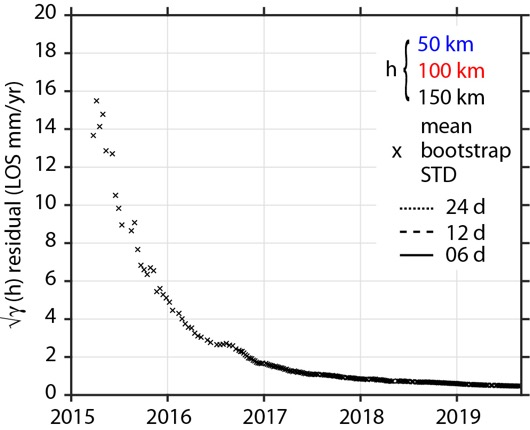 20
18
16
14
12
10
8
6
4
2
0
√γ (h) residual (LOS mm/yr)
2015 2016 2017 2018 2019
h { 50 km
100 km
150 km
mean
x bootstrap
STD
24 d
12 d
06 d